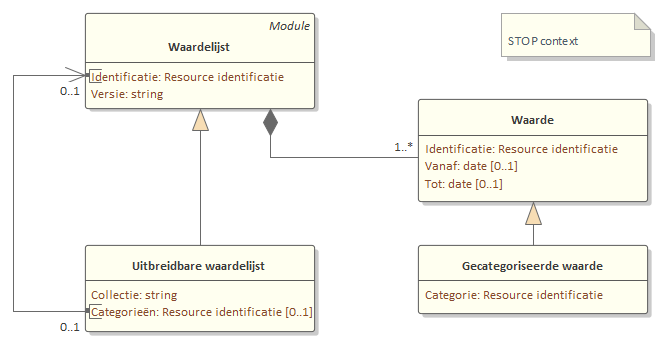 Module
Waardelijst
Identificatie: Resource identificatie
Versie: string
0..1
STOP context
Waarde
Identificatie: Resource identificatie
Vanaf: date [0..1]
Tot: date [0..1]
1..*
Uitbreidbare waardelijst
Collectie: string
Categorieën: Resource identificatie [0..1]
0..1
Gecategoriseerde waarde
Categorie: Resource identificatie